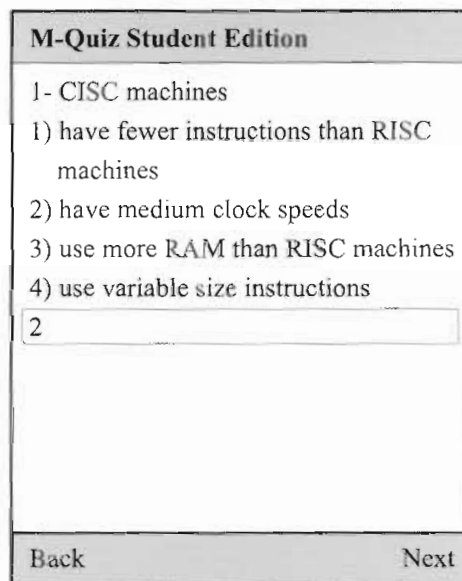 M-Quiz Student Edition
1- CISC machines
1) have fewer instructions than RISC
machines
2) have medium clock speeds
3) use more RAM than RISC machines
4) use variable size instructions
2
Back Next